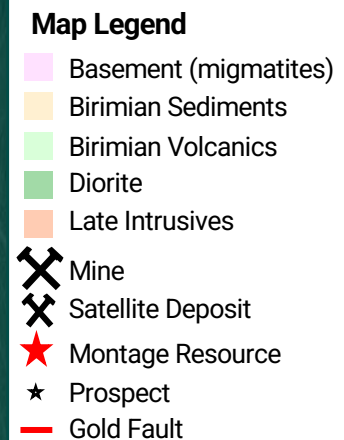 Map Legend
Basement (migmatites)
Birimian Sediments
Birimian Volcanics
Diorite
Late Intrusives
Mine
Satellite Deposit
Montage Resource
Prospect
Gold Fault